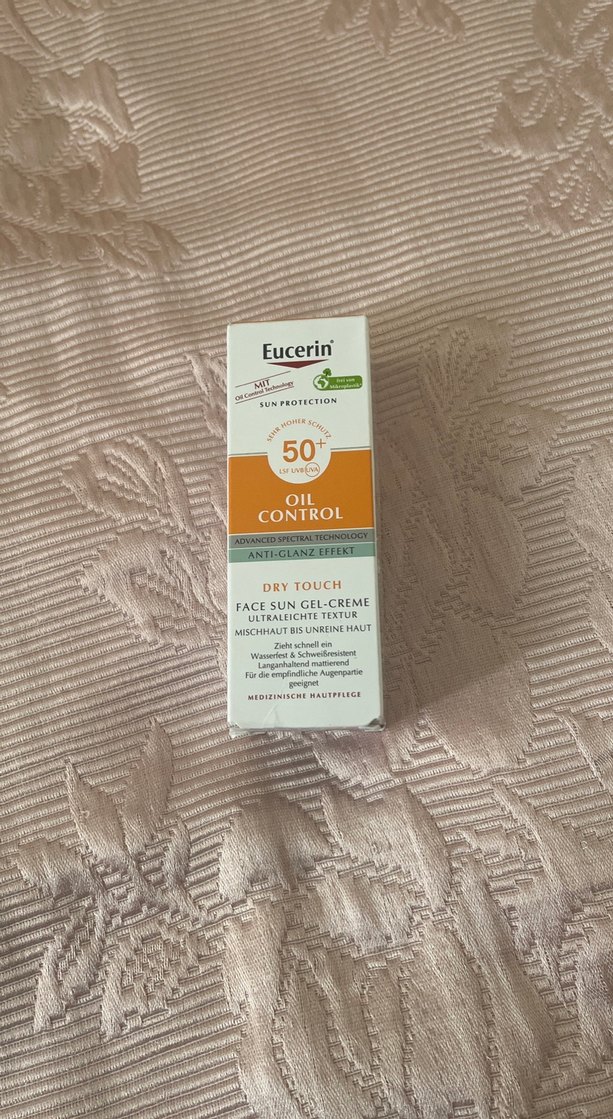 Eucerin®
MIT
Oil Control Technology
frei von
Mikroplastik
SUN PROTECTION
SEHR HOHER SCHUTZ
50+
LSF UVB UVA
OIL
CONTROL
ADVANCED SPECTRAL TECHNOLOGY
ANTI-GLANZ EFFEKT
DRY TOUCH
FACE SUN GEL-CREME
ULTRALEICHTE TEXTUR
MISCHHAUT BIS UNREINE HAUT
Zieht schnell ein
Wasserfest & Schweißresistent
Langanhaltend mattierend
Für die empfindliche Augenpartie
geeignet
MEDIZINISCHE HAUTPFLEGE